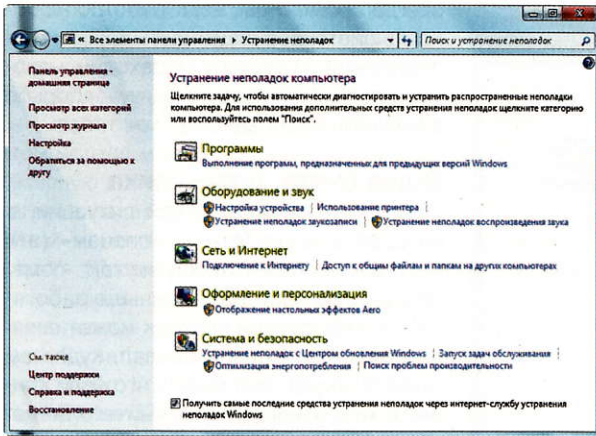 « Все элементы панели управления ▸ Устранение неполадок
Поиск и устранение неполадок
Панель управления -
домашняя страница
Просмотр всех категорий
Просмотр журнала
Настройка
Обратиться за помощью к
другу
Устранение неполадок компьютера
Щелкните задачу, чтобы автоматически диагностировать и устранить распространенные неполадки
компьютера. Для использования дополнительных средств устранения неполадок щелкните категорию
или воспользуйтесь полем "Поиск".
Программы
Выполнение программ, предназначенных для предыдущих версий Windows
Оборудование и звук
Настройка устройства | Использование принтера |
Устранение неполадок звукозаписи | Устранение неполадок воспроизведения звука
Сеть и Интернет
Подключение к Интернету | Доступ к общим файлам и папкам на других компьютерах
Оформление и персонализация
Отображение настольных эффектов Aero
Система и безопасность
Устранение неполадок с Центром обновления Windows | Запуск задач обслуживания |
Оптимизация энергопотребления | Поиск проблем производительности
См. также
Центр поддержки
Справка и поддержка
Восстановление
Получить самые последние средства устранения неполадок через интернет-службу устранения
неполадок Windows